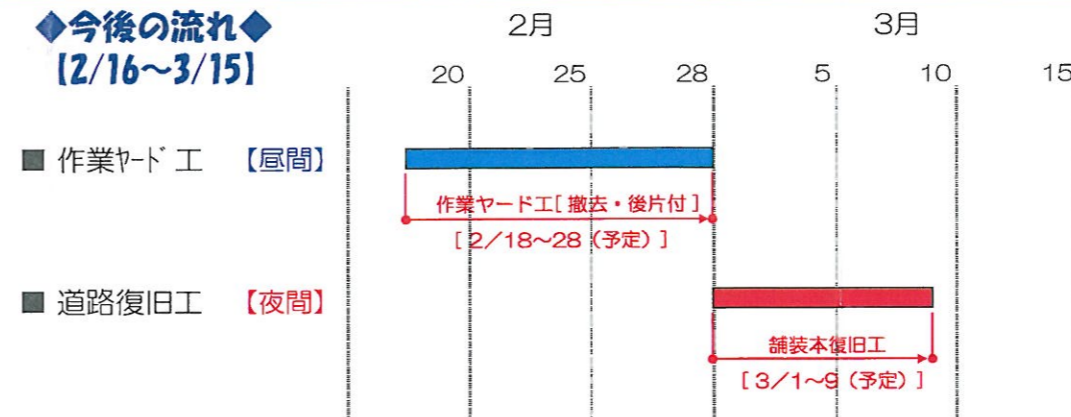 ◆今後の流れ◆
【2/16～3/15】
2月 3月
20 25 28 5 10 15
■ 作業ﾔｰﾄﾞ工 【昼間】
作業ヤード工[ 撤去・後片付 ]
[ 2／18～28（予定）]
■ 道路復旧工 【夜間】
舗装本復旧工
[ 3／1～9（予定）]